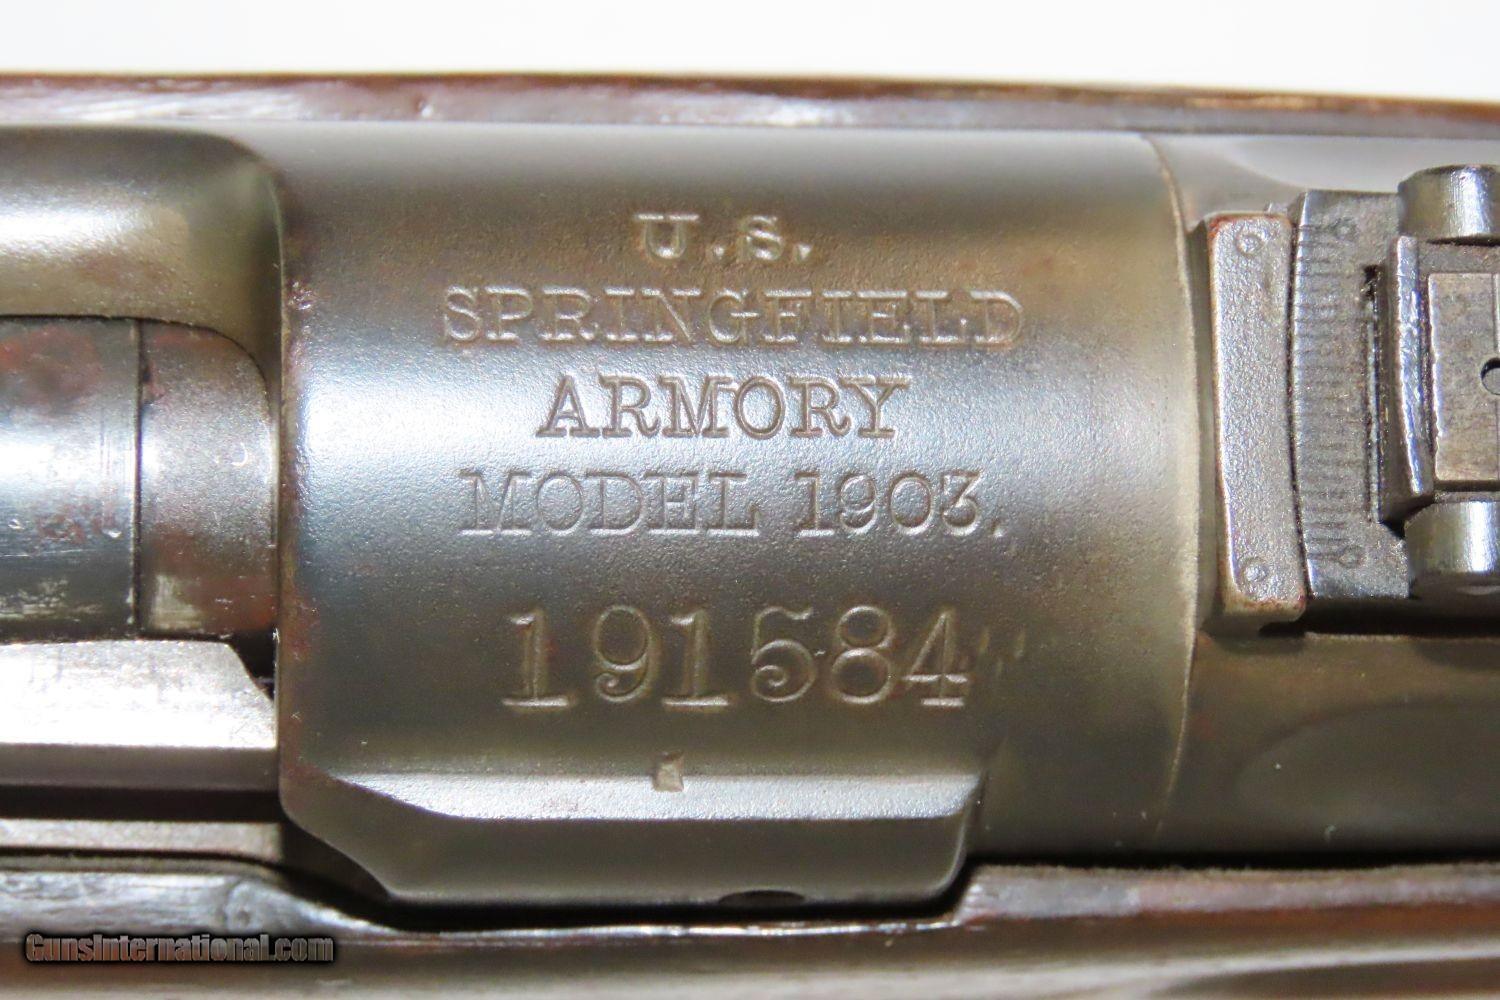 U.S.
SPRINGFIELD
ARMORY
MODEL 1903.
191584
GunsInternational.com